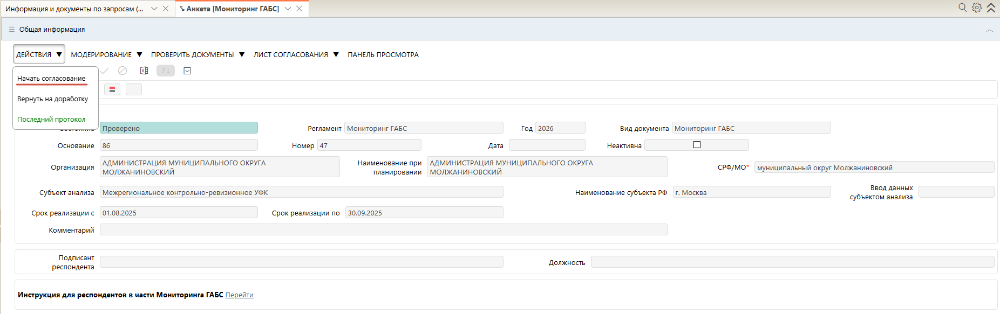 Информация и документы по запросам (...
Анкета [Мониторинг ГАБС]
Общая информация
ДЕЙСТВИЯ ▼ МОДЕРИРОВАНИЕ ▼ ПРОВЕРИТЬ ДОКУМЕНТЫ ▼ ЛИСТ СОГЛАСОВАНИЯ ▼ ПАНЕЛЬ ПРОСМОТРА
Начать согласование
Вернуть на доработку
Последний протокол
Состояние Проверено Регламент Мониторинг ГАБС Год 2026 Вид документа Мониторинг ГАБС
Основание 86 Номер 47 Дата Неактивна
Организация АДМИНИСТРАЦИЯ МУНИЦИПАЛЬНОГО ОКРУГА
МОЛЖАНИНОВСКИЙ
Наименование при
планировании
АДМИНИСТРАЦИЯ МУНИЦИПАЛЬНОГО ОКРУГА
МОЛЖАНИНОВСКИЙ
СРФ/МО* муниципальный округ Молжаниновский
Субъект анализа Межрегиональное контрольно-ревизионное УФК Наименование субъекта РФ г. Москва
Ввод данных
субъектом анализа
Срок реализации с 01.08.2025 Срок реализации по 30.09.2025
Комментарий
Подписант
респондента
Должность
Инструкция для респондентов в части Мониторинга ГАБС Перейти